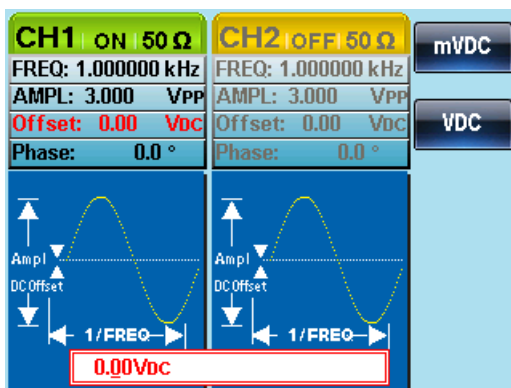 CH1 ON 50 Ω
FREQ: 1.000000 kHz
AMPL: 3.000 VPP
Offset: 0.00 VDC
Phase: 0.0 °
Ampl
DC Offset
1/FREQ
CH2 OFF 50 Ω
FREQ: 1.000000 kHz
AMPL: 3.000 VPP
Offset: 0.00 VDC
Phase: 0.0 °
Ampl
DC Offset
1/FREQ
0.00VDC
mVDC
VDC